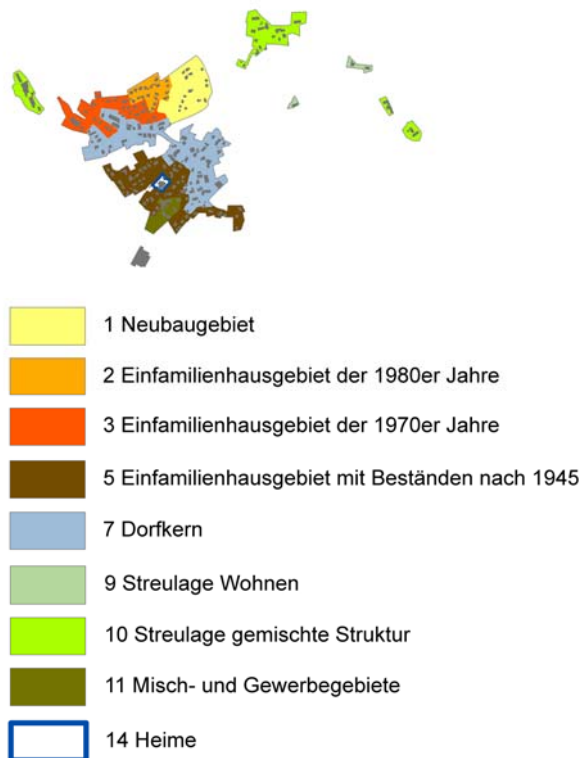 1 Neubaugebiet
2 Einfamilienhausgebiet der 1980er Jahre
3 Einfamilienhausgebiet der 1970er Jahre
5 Einfamilienhausgebiet mit Beständen nach 1945
7 Dorfkern
9 Streulage Wohnen
10 Streulage gemischte Struktur
11 Misch- und Gewerbegebiete
14 Heime